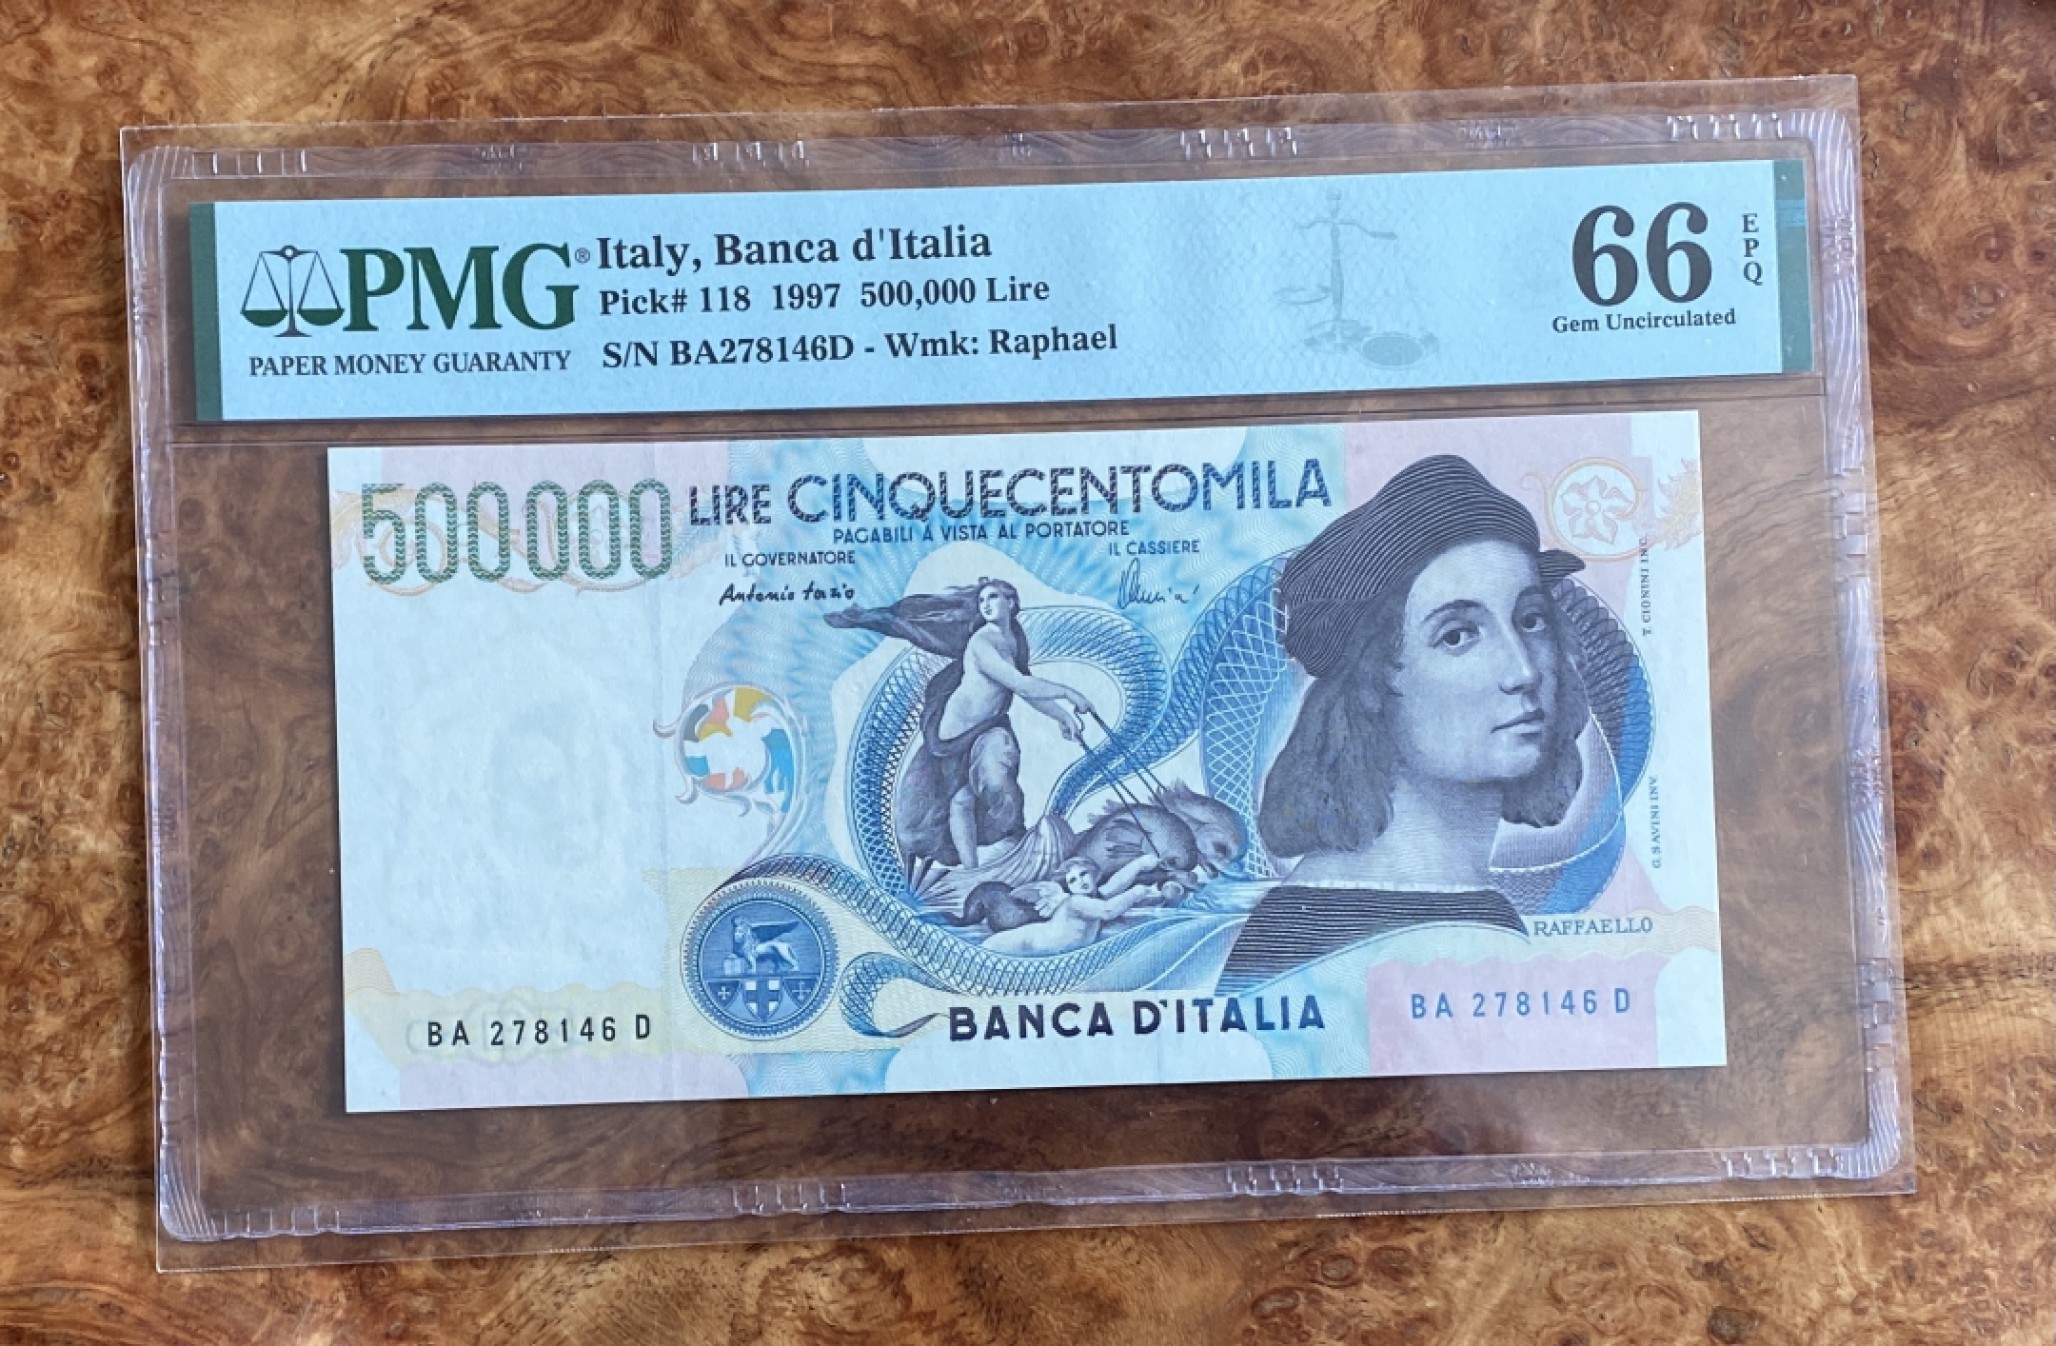 PMG®
PAPER MONEY GUARANTY
Italy, Banca d'Italia
Pick# 118 1997 500,000 Lire
S/N BA278146D - Wmk: Raphael
66
EPQ
Gem Uncirculated
500000 LIRE CINQUECENTOMILA
PAGABILI A VISTA AL PORTATORE
IL GOVERNATORE
IL CASSIERE
Antonio Fazio
T. CIONINI INC.
G. SAVINI INV.
RAFFAELLO
BA 278146 D
BANCA D'ITALIA
BA 278146 D